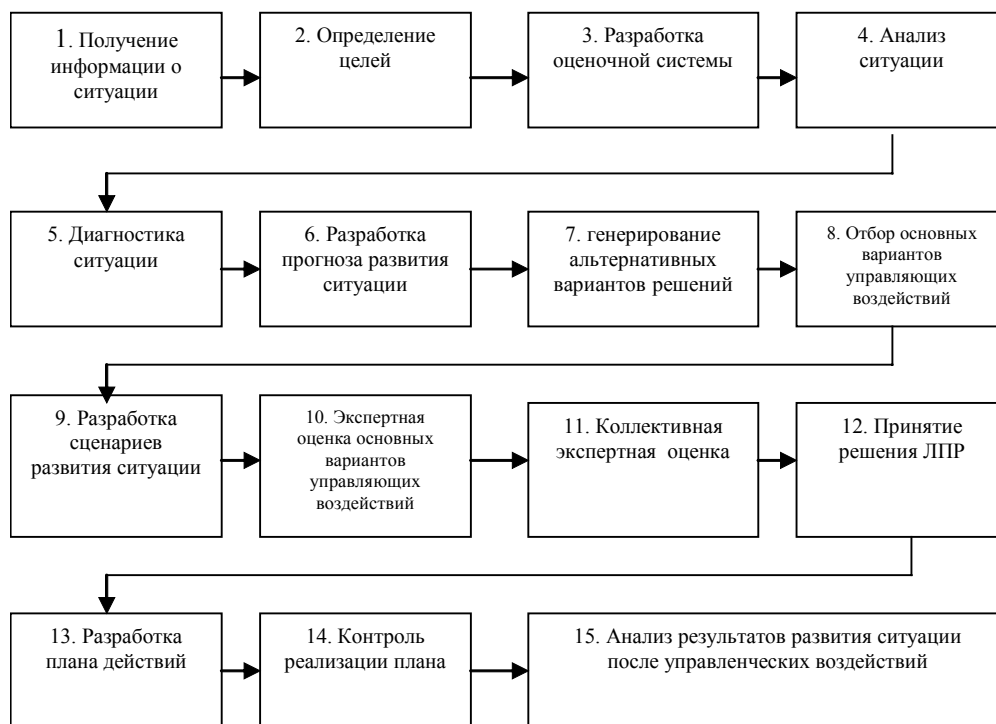 1. Получение
информации о
ситуации
2. Определение
целей
3. Разработка
оценочной системы
4. Анализ
ситуации
5. Диагностика
ситуации
6. Разработка
прогноза развития
ситуации
7. генерирование
альтернативных
вариантов решений
8. Отбор основных
вариантов
управляющих
воздействий
9. Разработка
сценариев
развития ситуации
10. Экспертная
оценка основных
вариантов
управляющих
воздействий
11. Коллективная
экспертная оценка
12. Принятие
решения ЛПР
13. Разработка
плана действий
14. Контроль
реализации плана
15. Анализ результатов развития ситуации
после управленческих воздействий